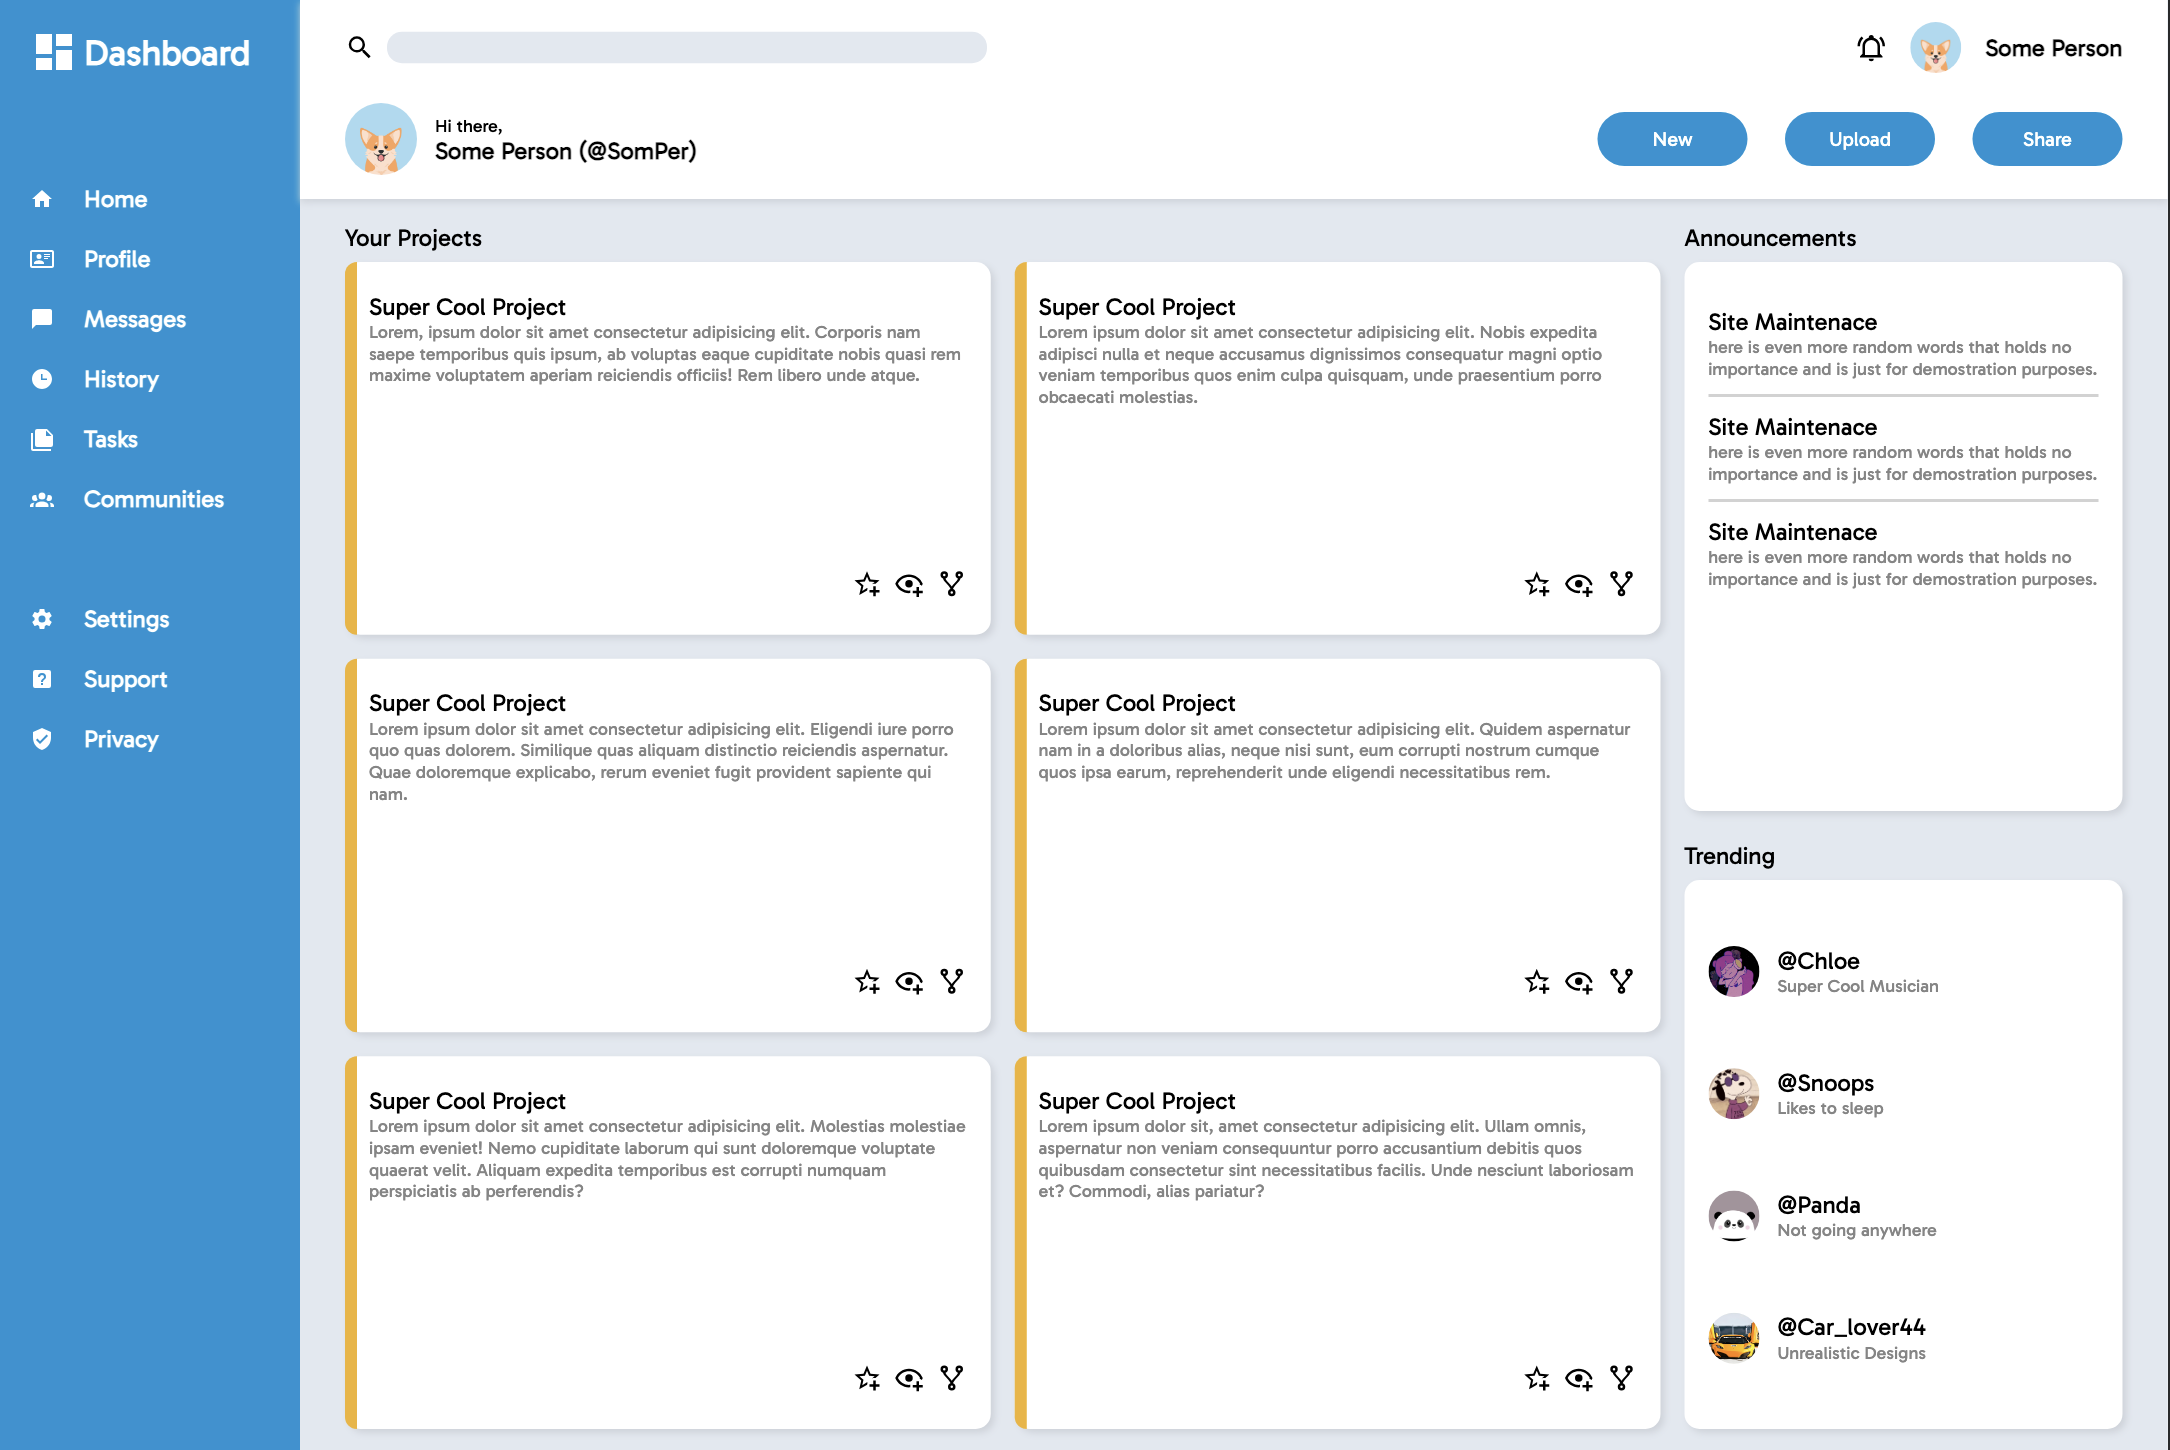 Dashboard
Home
Profile
Messages
History
Tasks
Communities
Settings
Support
Privacy
Some Person
Hi there,
Some Person (@SomPer)
New
Upload
Share
Your Projects
Super Cool Project
Lorem, ipsum dolor sit amet consectetur adipisicing elit. Corporis nam
saepe temporibus quis ipsum, ab voluptas eaque cupiditate nobis quasi rem
maxime voluptatem aperiam reiciendis officiis! Rem libero unde atque.
Super Cool Project
Lorem ipsum dolor sit amet consectetur adipisicing elit. Nobis expedita
adipisci nulla et neque accusamus dignissimos consequatur magni optio
veniam temporibus quos enim culpa quisquam, unde praesentium porro
obcaecati molestias.
Super Cool Project
Lorem ipsum dolor sit amet consectetur adipisicing elit. Eligendi iure porro
quo quas dolorem. Similique quas aliquam distinctio reiciendis aspernatur.
Quae doloremque explicabo, rerum eveniet fugit provident sapiente qui
nam.
Super Cool Project
Lorem ipsum dolor sit amet consectetur adipisicing elit. Quidem aspernatur
nam in a doloribus alias, neque nisi sunt, eum corrupti nostrum cumque
quos ipsa earum, reprehenderit unde eligendi necessitatibus rem.
Super Cool Project
Lorem ipsum dolor sit amet consectetur adipisicing elit. Molestias molestiae
ipsam eveniet! Nemo cupiditate laborum qui sunt doloremque voluptate
quaerat velit. Aliquam expedita temporibus est corrupti numquam
perspiciatis ab perferendis?
Super Cool Project
Lorem ipsum dolor sit, amet consectetur adipisicing elit. Ullam omnis,
aspernatur non veniam consequuntur porro accusantium debitis quos
quibusdam consectetur sint necessitatibus facilis. Unde nesciunt laboriosam
et? Commodi, alias pariatur?
Announcements
Site Maintenace
here is even more random words that holds no
importance and is just for demostration purposes.
Site Maintenace
here is even more random words that holds no
importance and is just for demostration purposes.
Site Maintenace
here is even more random words that holds no
importance and is just for demostration purposes.
Trending
@Chloe
Super Cool Musician
@Snoops
Likes to sleep
@Panda
Not going anywhere
@Car_lover44
Unrealistic Designs